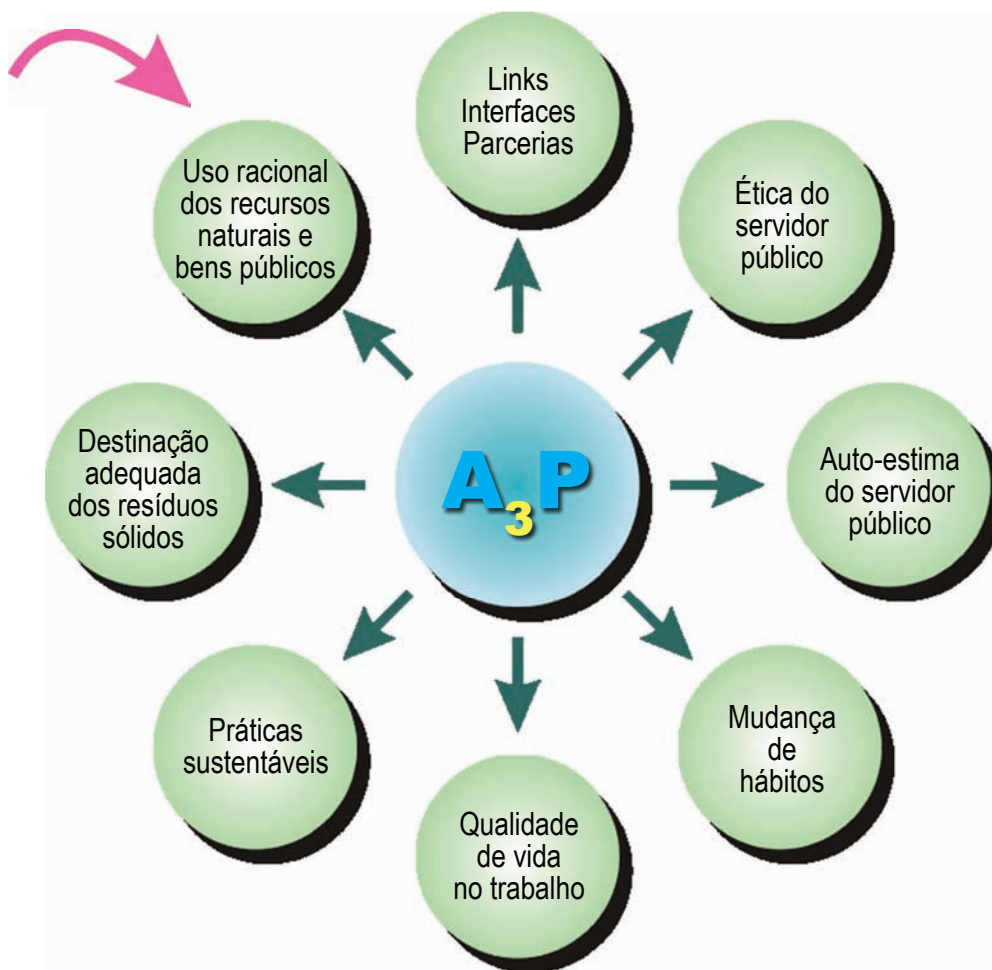 Links
Interfaces
Parcerias
Uso racional
dos recursos
naturais e
bens públicos
Ética do
servidor
público
Destinação
adequada
dos resíduos
sólidos
A3P
Auto-estima
do servidor
público
Práticas
sustentáveis
Mudança
de
hábitos
Qualidade
de vida
no trabalho